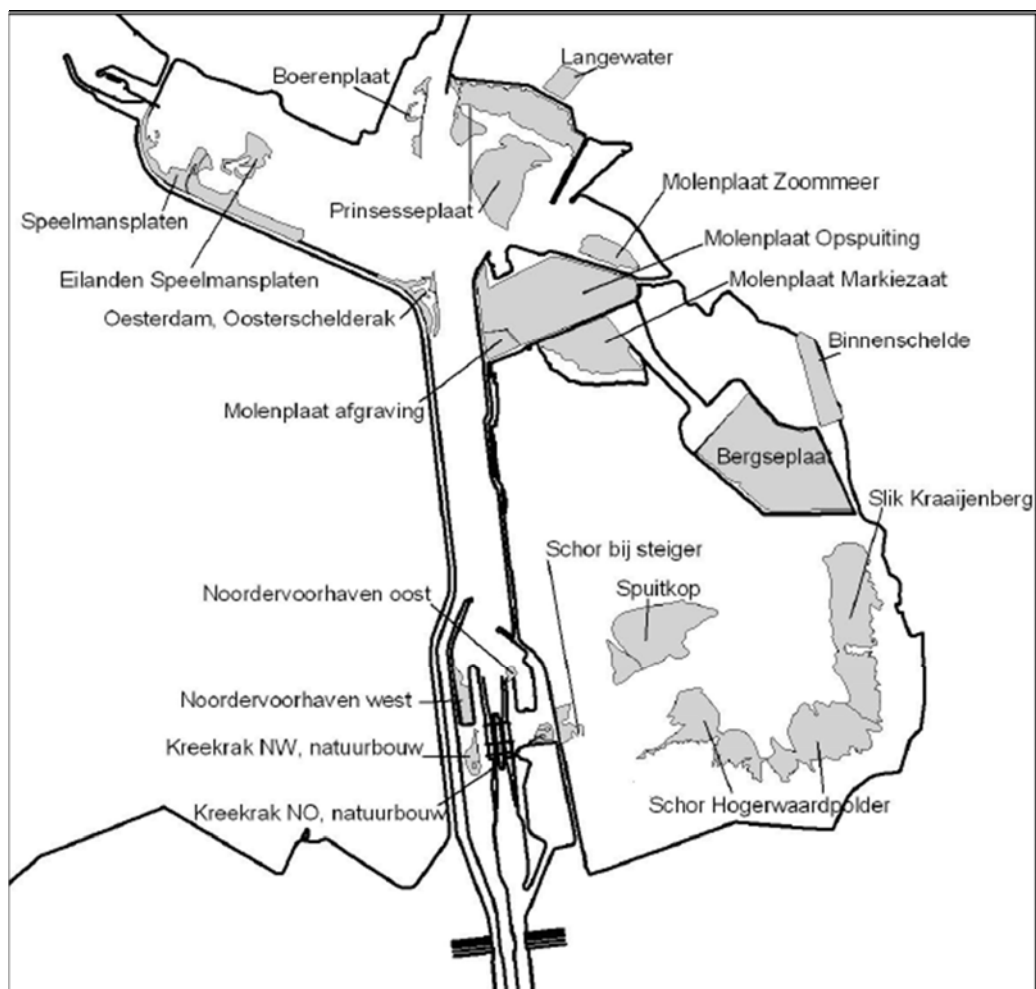 Langewater
Boerenplaat
Molenplaat Zoommeer
Prinsesseplaat
Speelmansplaten
Molenplaat Opspuiting
Eilanden Speelmansplaten
Molenplaat Markiezaat
Oesterdam, Oosterschelderak
Binnenschelde
Molenplaat afgraving
Bergseplaat
Slik Kraaijenberg
Schor bij steiger
Noordervoorhaven oost
Spuitkop
Noordervoorhaven west
Kreekrak NW, natuurbouw
Schor Hogerwaardpolder
Kreekrak NO, natuurbouw